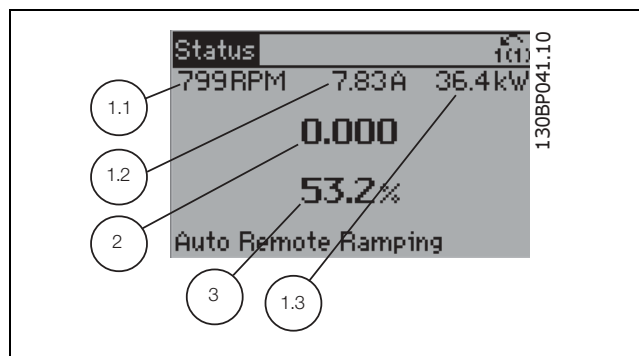 Status 1(1)
799RPM 7.83A 36.4kW
0.000
53.2%
Auto Remote Ramping
1.1
1.2
2
3
1.3
130BP041.10